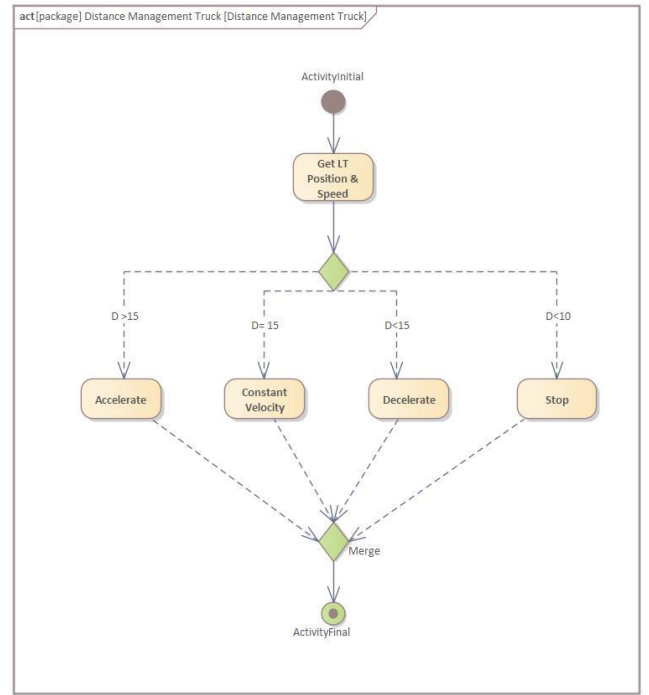 act [package] Distance Management Truck [Distance Management Truck]
ActivityInitial
Get LT
Position &
Speed
D >15
D= 15
D<15
D<10
Accelerate
Constant
Velocity
Decelerate
Stop
Merge
ActivityFinal